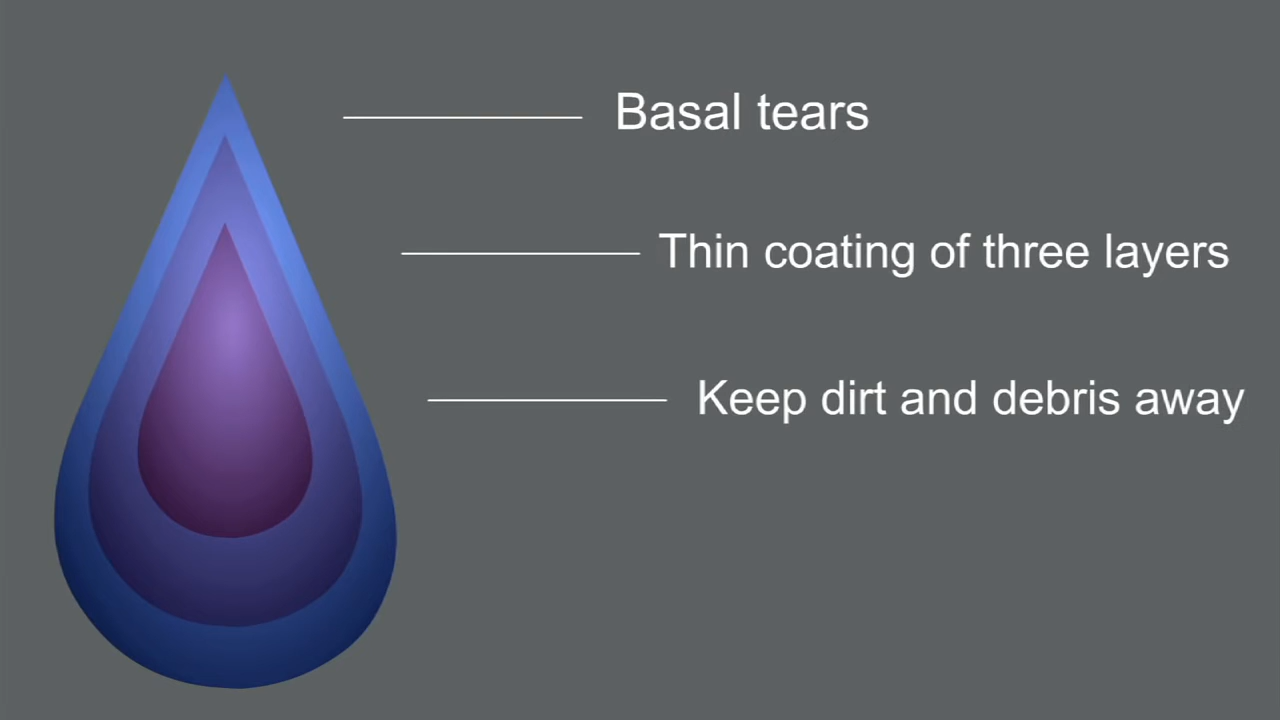 Basal tears
Thin coating of three layers
Keep dirt and debris away